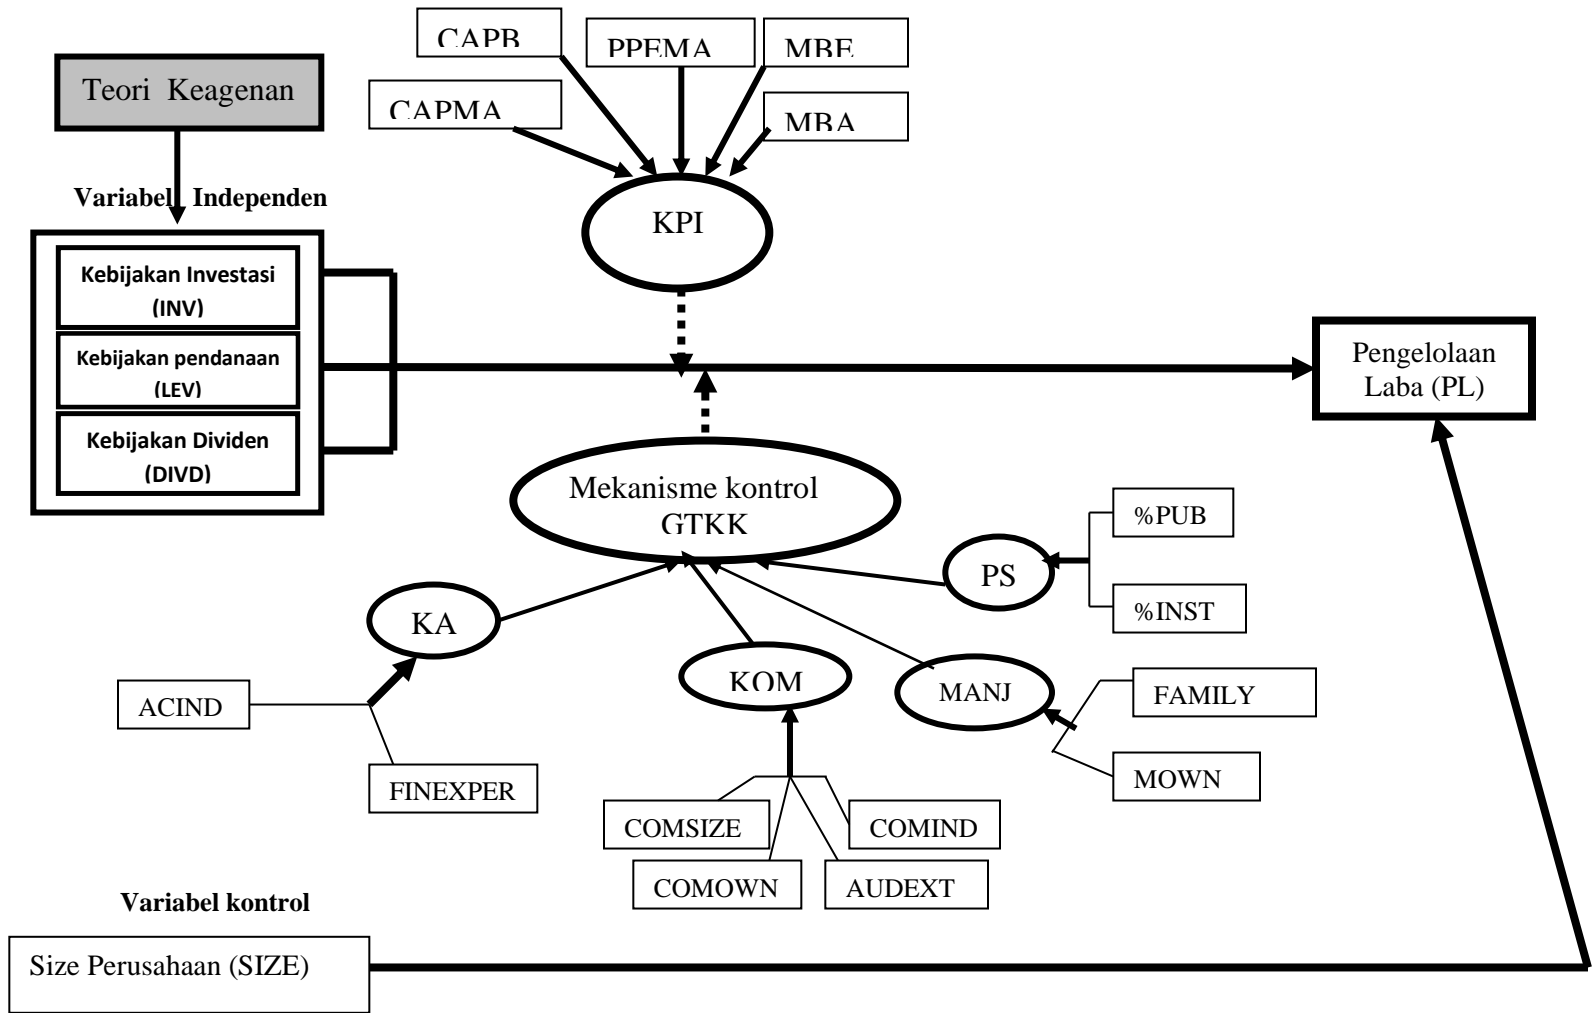 CAPB
PPEMA
MBE
Teori Keagenan
CAPMA
MBA
Variabel Independen
KPI
Kebijakan Investasi
(INV)
Kebijakan pendanaan
(LEV)
Kebijakan Dividen
(DIVD)
Pengelolaan
Laba (PL)
Mekanisme kontrol
GTKK
%PUB
PS
%INST
KA
KOM
MANJ
FAMILY
ACIND
FINEXPER
MOWN
COMSIZE
COMIND
COMOWN
AUDEXT
Variabel kontrol
Size Perusahaan (SIZE)